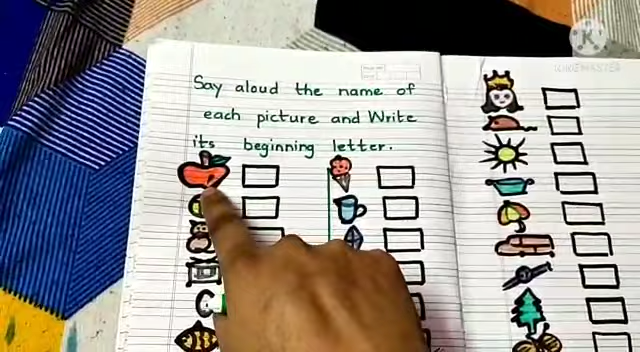 Say aloud the name of
each picture and Write
its beginning letter.
KINEMASTER